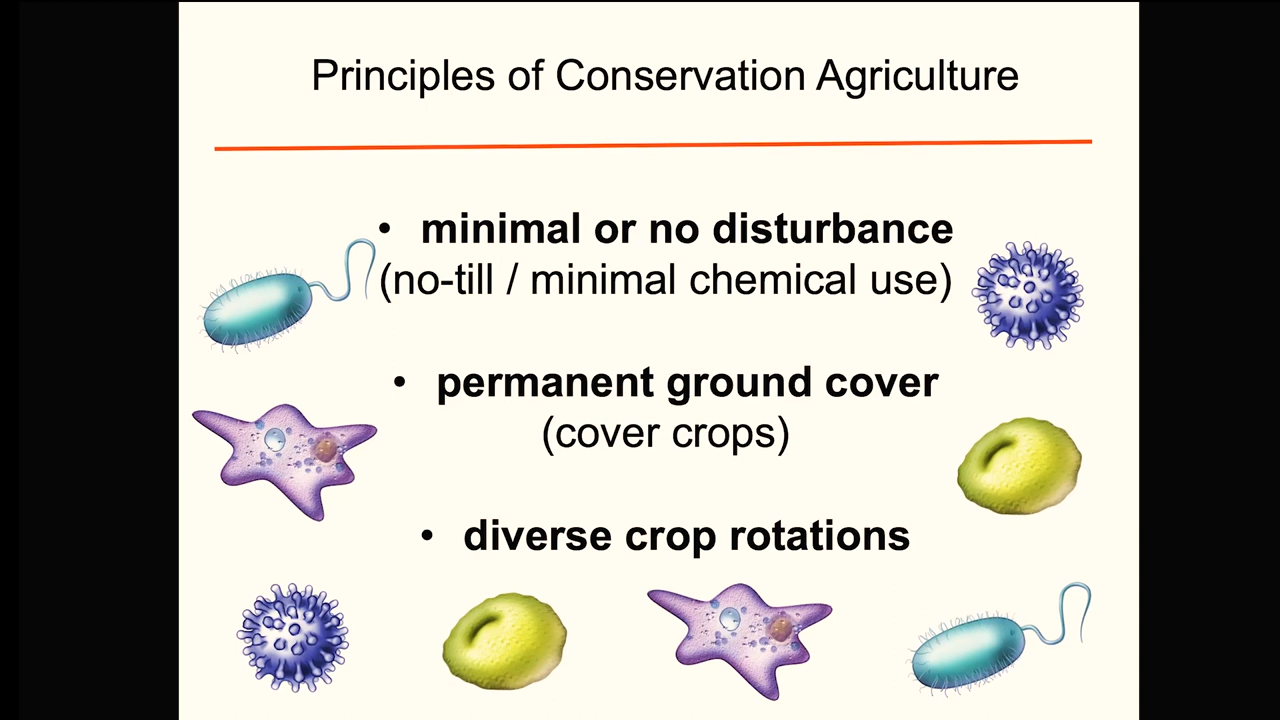 Principles of Conservation Agriculture
• minimal or no disturbance
(no-till / minimal chemical use)
• permanent ground cover
(cover crops)
• diverse crop rotations